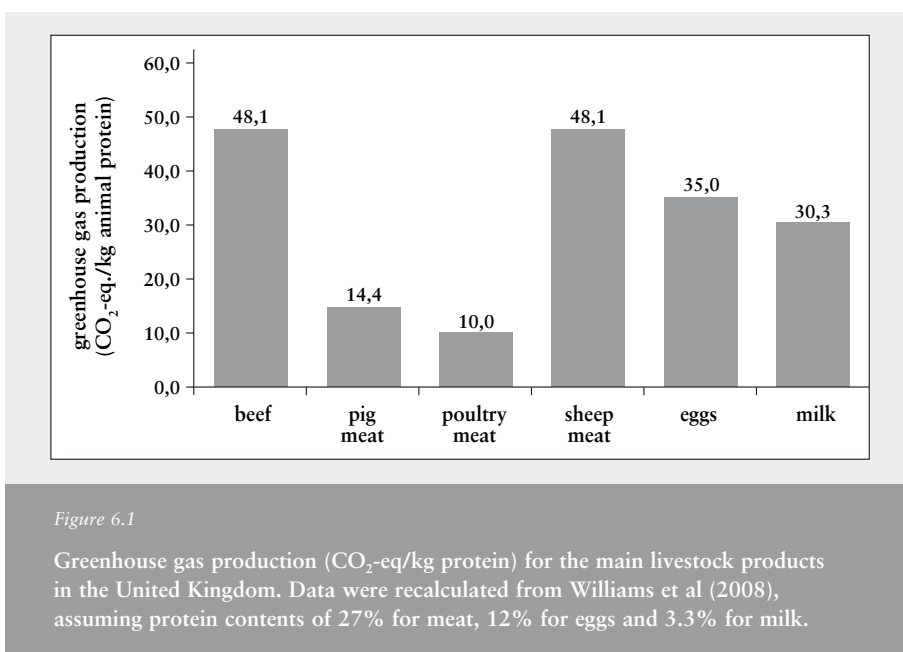 greenhouse gas production
(CO₂-eq./kg animal protein)
60,0
50,0
40,0
30,0
20,0
10,0
0,0
48,1
14,4
10,0
48,1
35,0
30,3
beef
pig
meat
poultry
meat
sheep
meat
eggs
milk
Figure 6.1
Greenhouse gas production (CO₂-eq/kg protein) for the main livestock products
in the United Kingdom. Data were recalculated from Williams et al (2008),
assuming protein contents of 27% for meat, 12% for eggs and 3.3% for milk.